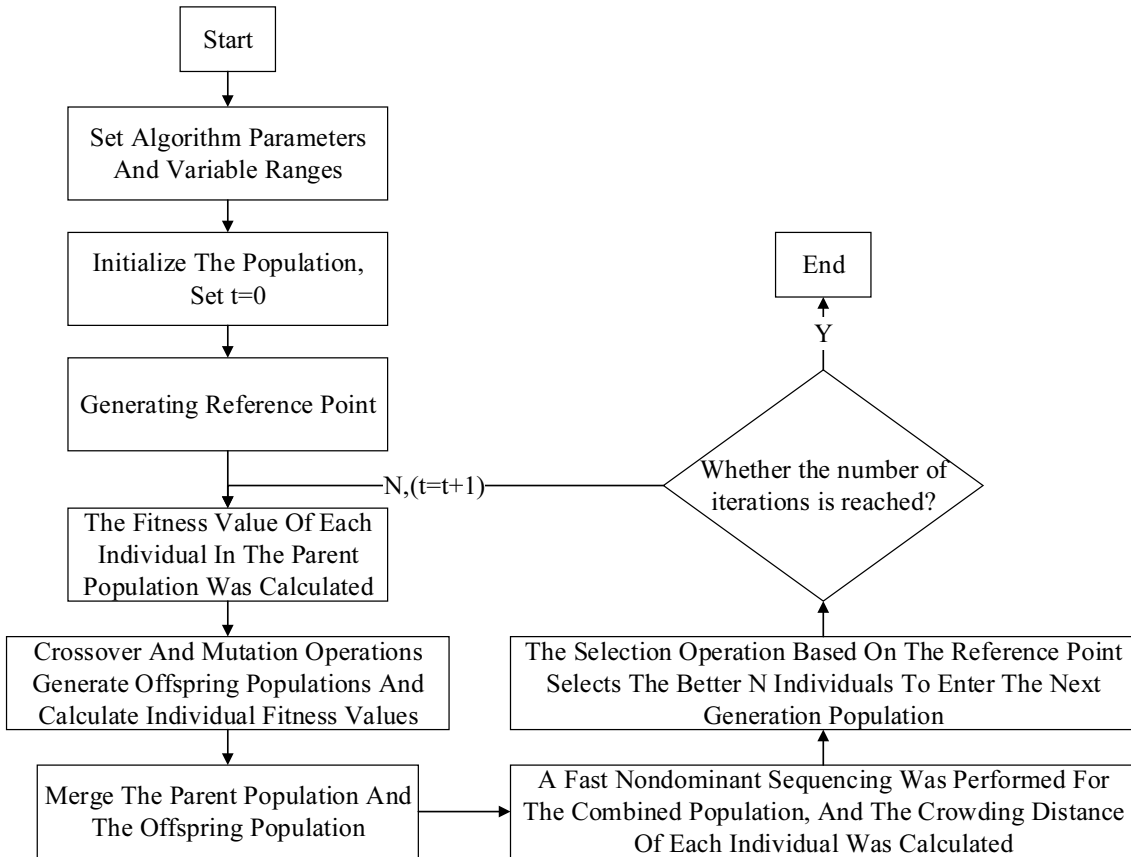 Start
Set Algorithm Parameters
And Variable Ranges
Initialize The Population,
Set t=0
Generating Reference Point
The Fitness Value Of Each
Individual In The Parent
Population Was Calculated
Crossover And Mutation Operations
Generate Offspring Populations And
Calculate Individual Fitness Values
Merge The Parent Population And
The Offspring Population
A Fast Nondominant Sequencing Was Performed For
The Combined Population, And The Crowding Distance
Of Each Individual Was Calculated
The Selection Operation Based On The Reference Point
Selects The Better N Individuals To Enter The Next
Generation Population
Whether the number of
iterations is reached?
N,(t=t+1)
Y
End